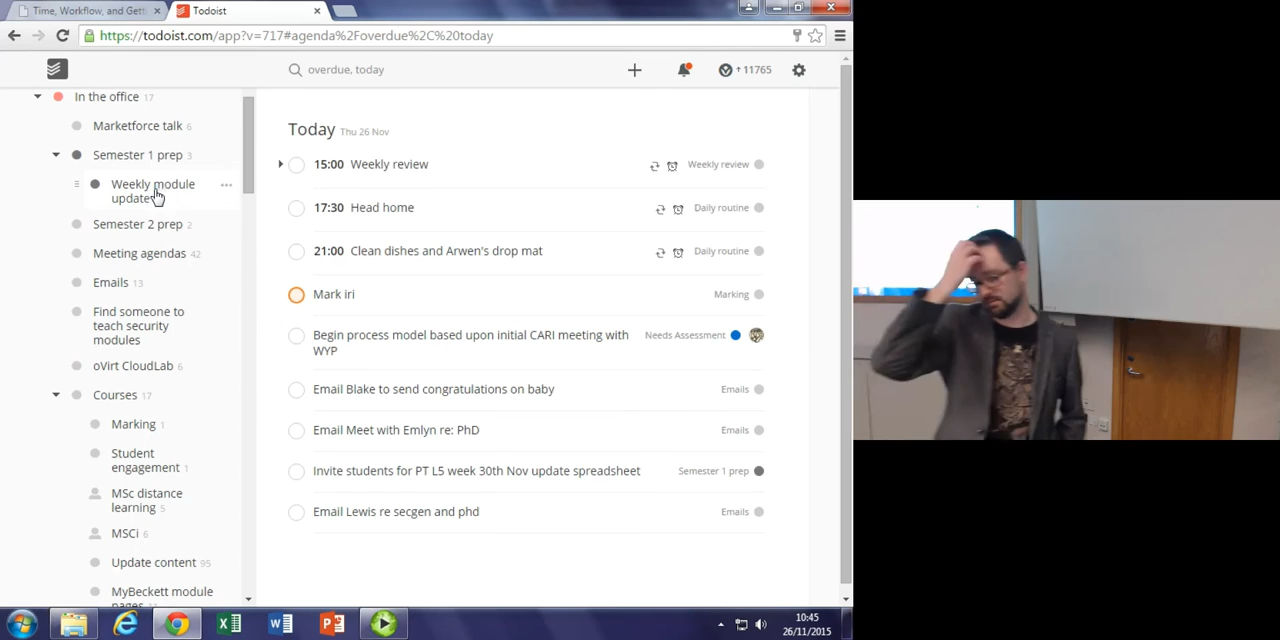 Time, Workflow, and Gett
Todoist
https://todoist.com/app?v=717#agenda%2Foverdue%2C%20today
overdue, today
+11765
In the office 17
Marketforce talk 6
Semester 1 prep 3
Weekly module
update
Semester 2 prep 2
Meeting agendas 42
Emails 13
Find someone to
teach security
modules
oVirt CloudLab 6
Courses 17
Marking 1
Student
engagement 1
MSc distance
learning 5
MSCi 6
Update content 95
MyBeckett module
Today Thu 26 Nov
15:00 Weekly review Weekly review
17:30 Head home Daily routine
21:00 Clean dishes and Arwen's drop mat Daily routine
Mark iri Marking
Begin process model based upon initial CARI meeting with Needs Assessment
WYP
Email Blake to send congratulations on baby Emails
Email Meet with Emlyn re: PhD Emails
Invite students for PT L5 week 30th Nov update spreadsheet Semester 1 prep
Email Lewis re secgen and phd Emails
10:45
26/11/2015